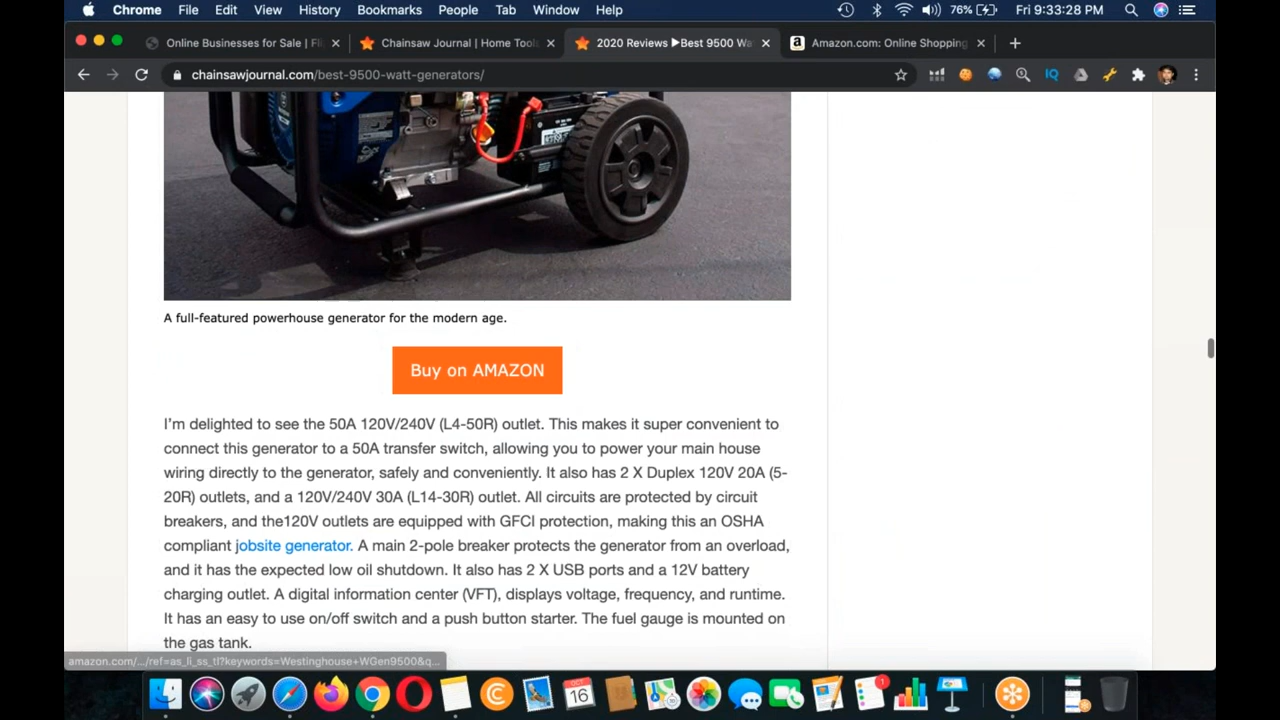 Chrome File Edit View History Bookmarks People Tab Window Help 76% Fri 9:33:28 PM
Online Businesses for Sale | Fli Chainsaw Journal | Home Tools, 2020 Reviews ▶Best 9500 Wa Amazon.com: Online Shopping
chainsawjournal.com/best-9500-watt-generators/ IQ
A full-featured powerhouse generator for the modern age.
Buy on AMAZON
I'm delighted to see the 50A 120V/240V (L4-50R) outlet. This makes it super convenient to
connect this generator to a 50A transfer switch, allowing you to power your main house
wiring directly to the generator, safely and conveniently. It also has 2 X Duplex 120V 20A (5-
20R) outlets, and a 120V/240V 30A (L14-30R) outlet. All circuits are protected by circuit
breakers, and the120V outlets are equipped with GFCI protection, making this an OSHA
compliant jobsite generator. A main 2-pole breaker protects the generator from an overload,
and it has the expected low oil shutdown. It also has 2 X USB ports and a 12V battery
charging outlet. A digital information center (VFT), displays voltage, frequency, and runtime.
It has an easy to use on/off switch and a push button starter. The fuel gauge is mounted on
the gas tank.
amazon.com/.../ref=as_li_ss_tl?keywords=Westinghouse+WGen9500&q...
OCT
16
1